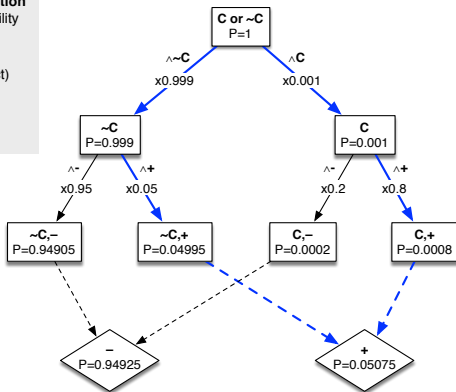 tion
ility
t)
C or ~C
P=1
^~C
x0.999
^C
x0.001
~C
P=0.999
C
P=0.001
^-
x0.95
^+
x0.05
^-
x0.2
^+
x0.8
~C,–
P=0.94905
~C,+
P=0.04995
C,–
P=0.0002
C,+
P=0.0008
–
P=0.94925
+
P=0.05075